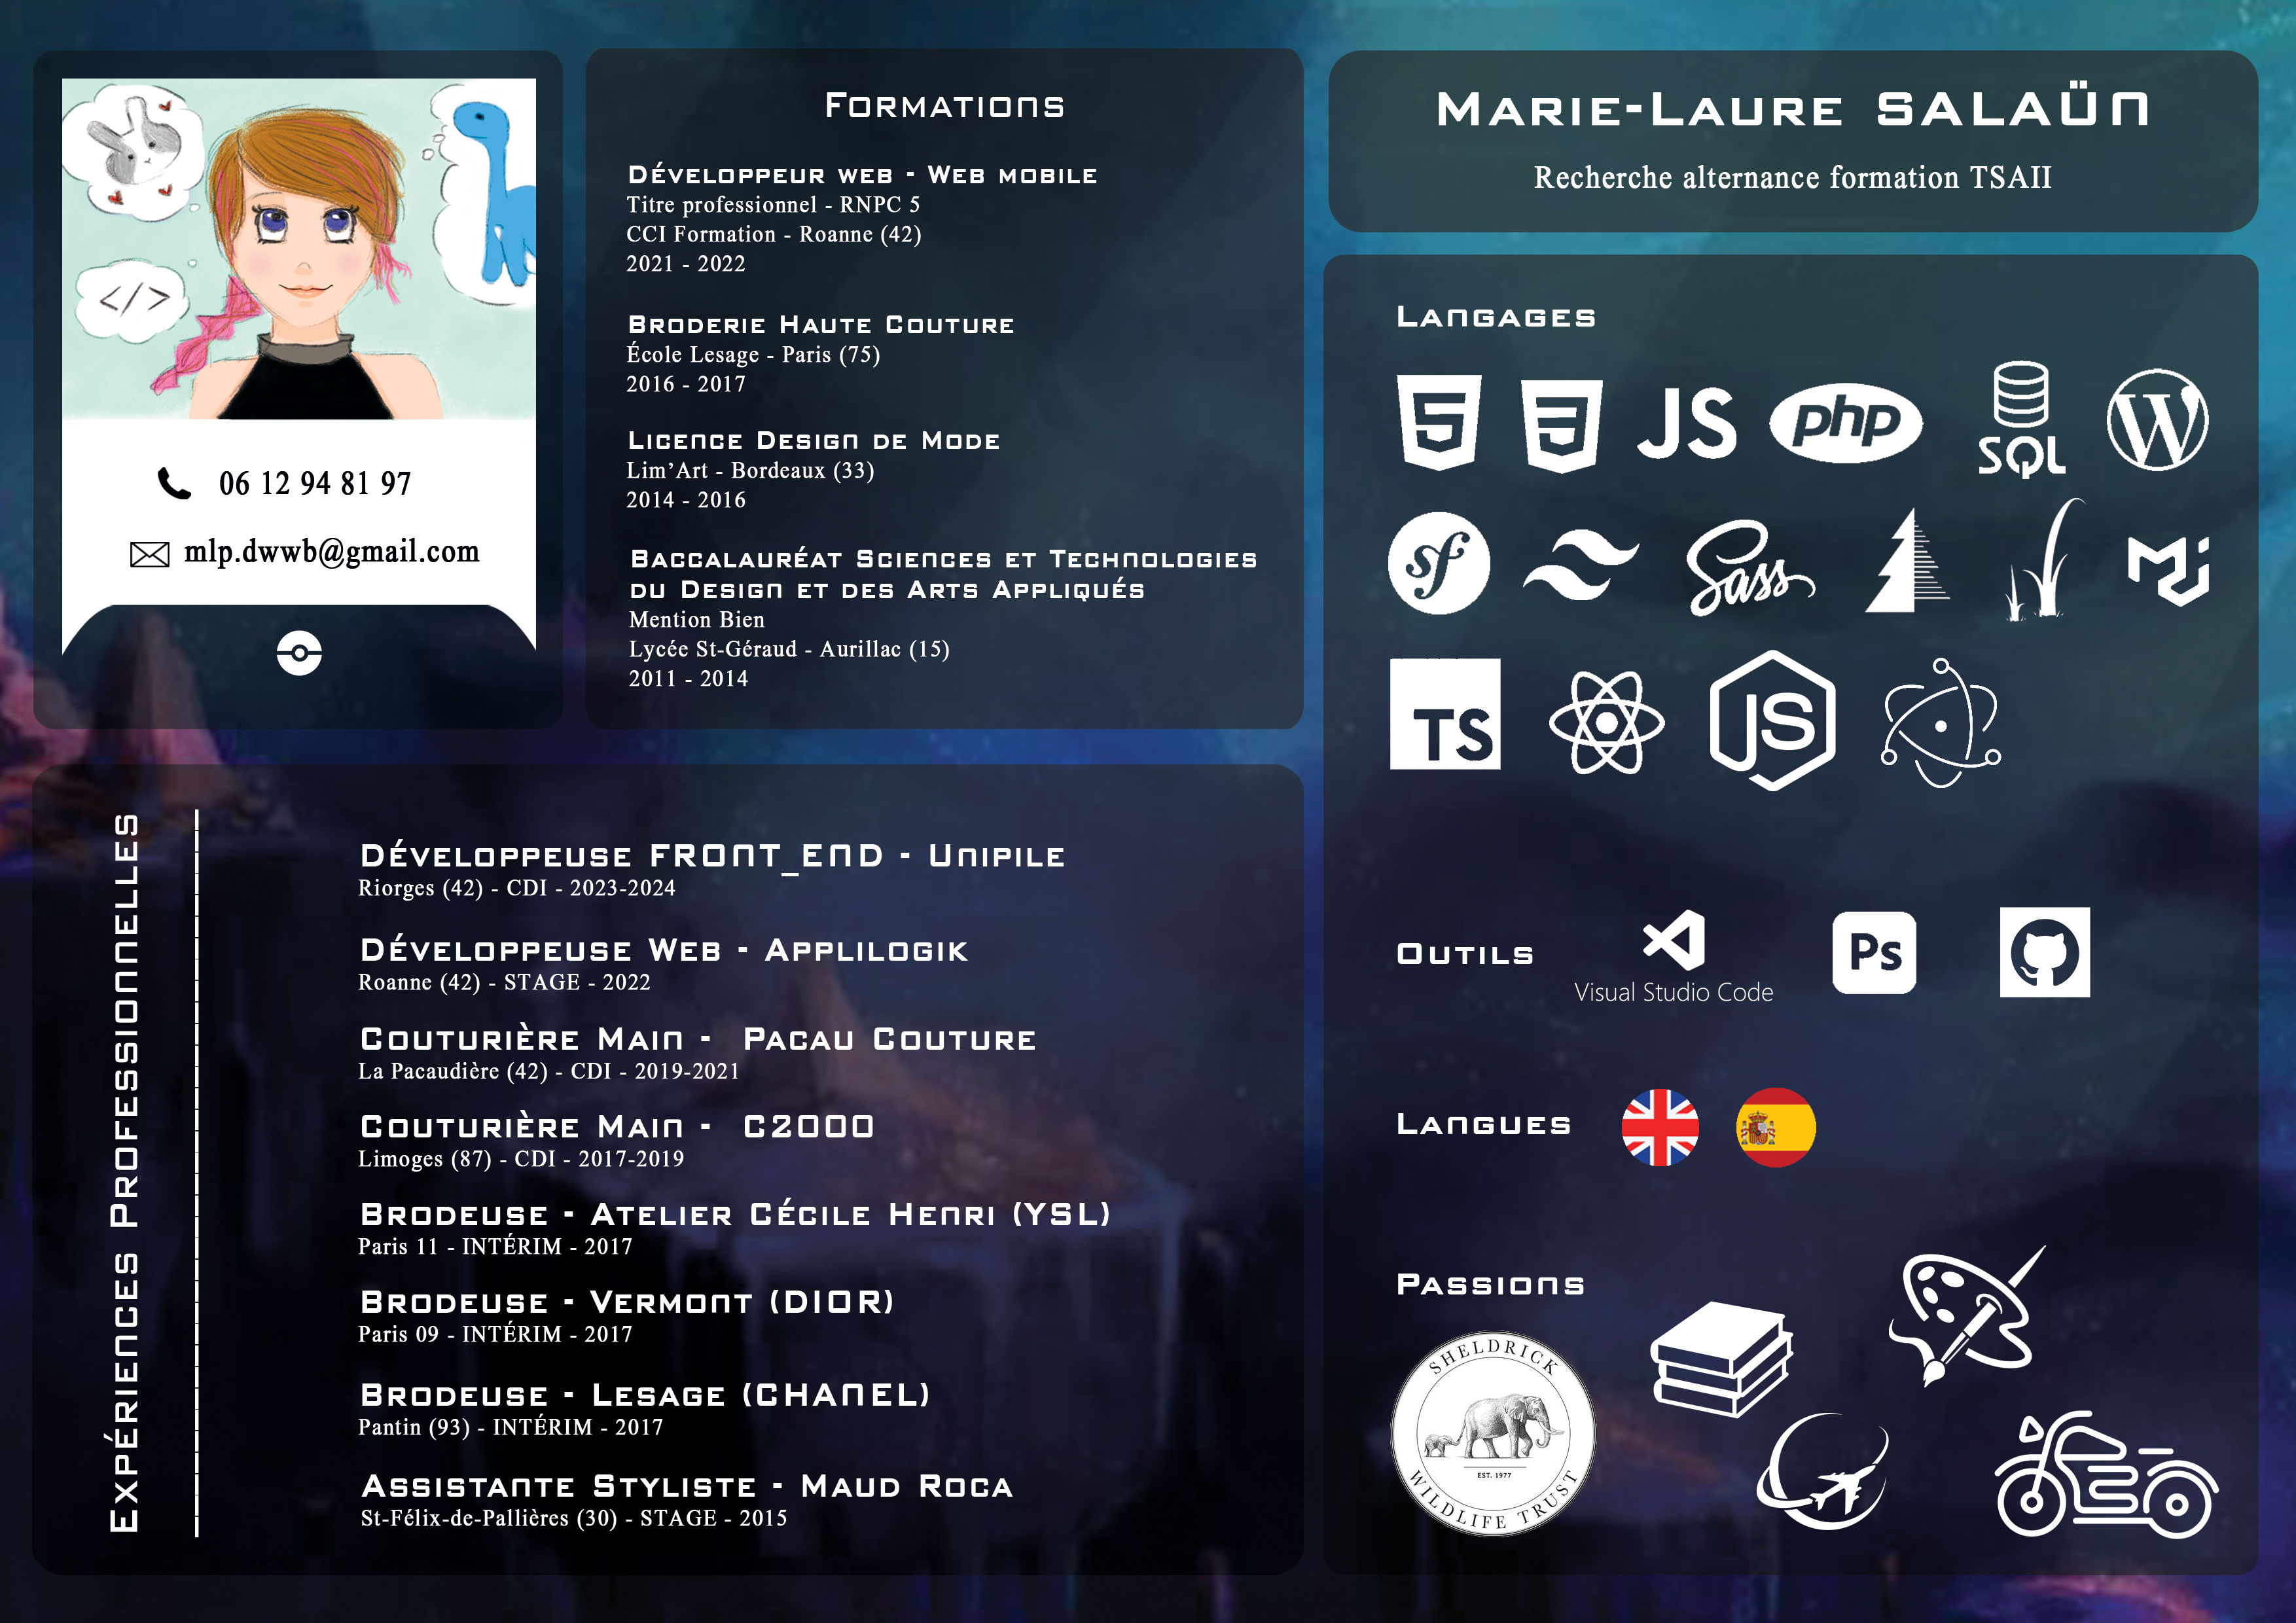 </>
06 12 94 81 97
mlp.dwwb@gmail.com
Formations
Développeur web - Web mobile
Titre professionnel - RNPC 5
CCI Formation - Roanne (42)
2021 - 2022
Broderie Haute Couture
École Lesage - Paris (75)
2016 - 2017
Licence Design de Mode
Lim'Art - Bordeaux (33)
2014 - 2016
Baccalauréat Sciences et Technologies
du Design et des Arts Appliqués
Mention Bien
Lycée St-Géraud - Aurillac (15)
2011 - 2014
Marie-Laure SALAÜN
Recherche alternance formation TSAII
Langages
5 3 JS php SQL W
sf Sass
TS JS
Outils
Visual Studio Code
Ps
Langues
Passions
SHELDRICK
EST. 1977
WILDLIFE TRUST
Expériences Professionnelles
Développeuse FRONT_END - Unipile
Riorges (42) - CDI - 2023-2024
Développeuse Web - Applilogik
Roanne (42) - STAGE - 2022
Couturière Main - Pacau Couture
La Pacaudière (42) - CDI - 2019-2021
Couturière Main - C2000
Limoges (87) - CDI - 2017-2019
Brodeuse - Atelier Cécile Henri (YSL)
Paris 11 - INTÉRIM - 2017
Brodeuse - Vermont (DIOR)
Paris 09 - INTÉRIM - 2017
Brodeuse - Lesage (CHANEL)
Pantin (93) - INTÉRIM - 2017
Assistante Styliste - Maud Roca
St-Félix-de-Pallières (30) - STAGE - 2015